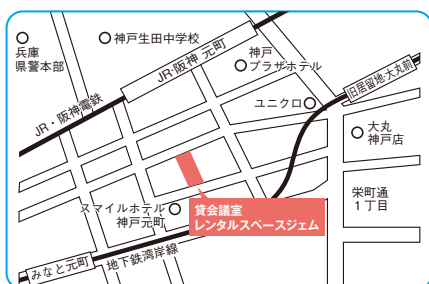 兵庫
県警本部
神戸生田中学校
JR・阪神 元町
神戸
プラザホテル
旧居留地・大丸前
JR・阪神電鉄
ユニクロ
大丸
神戸店
栄町通
1丁目
スマイルホテル
神戸元町
貸会議室
レンタルスペースジェム
みなと元町
地下鉄湾岸線